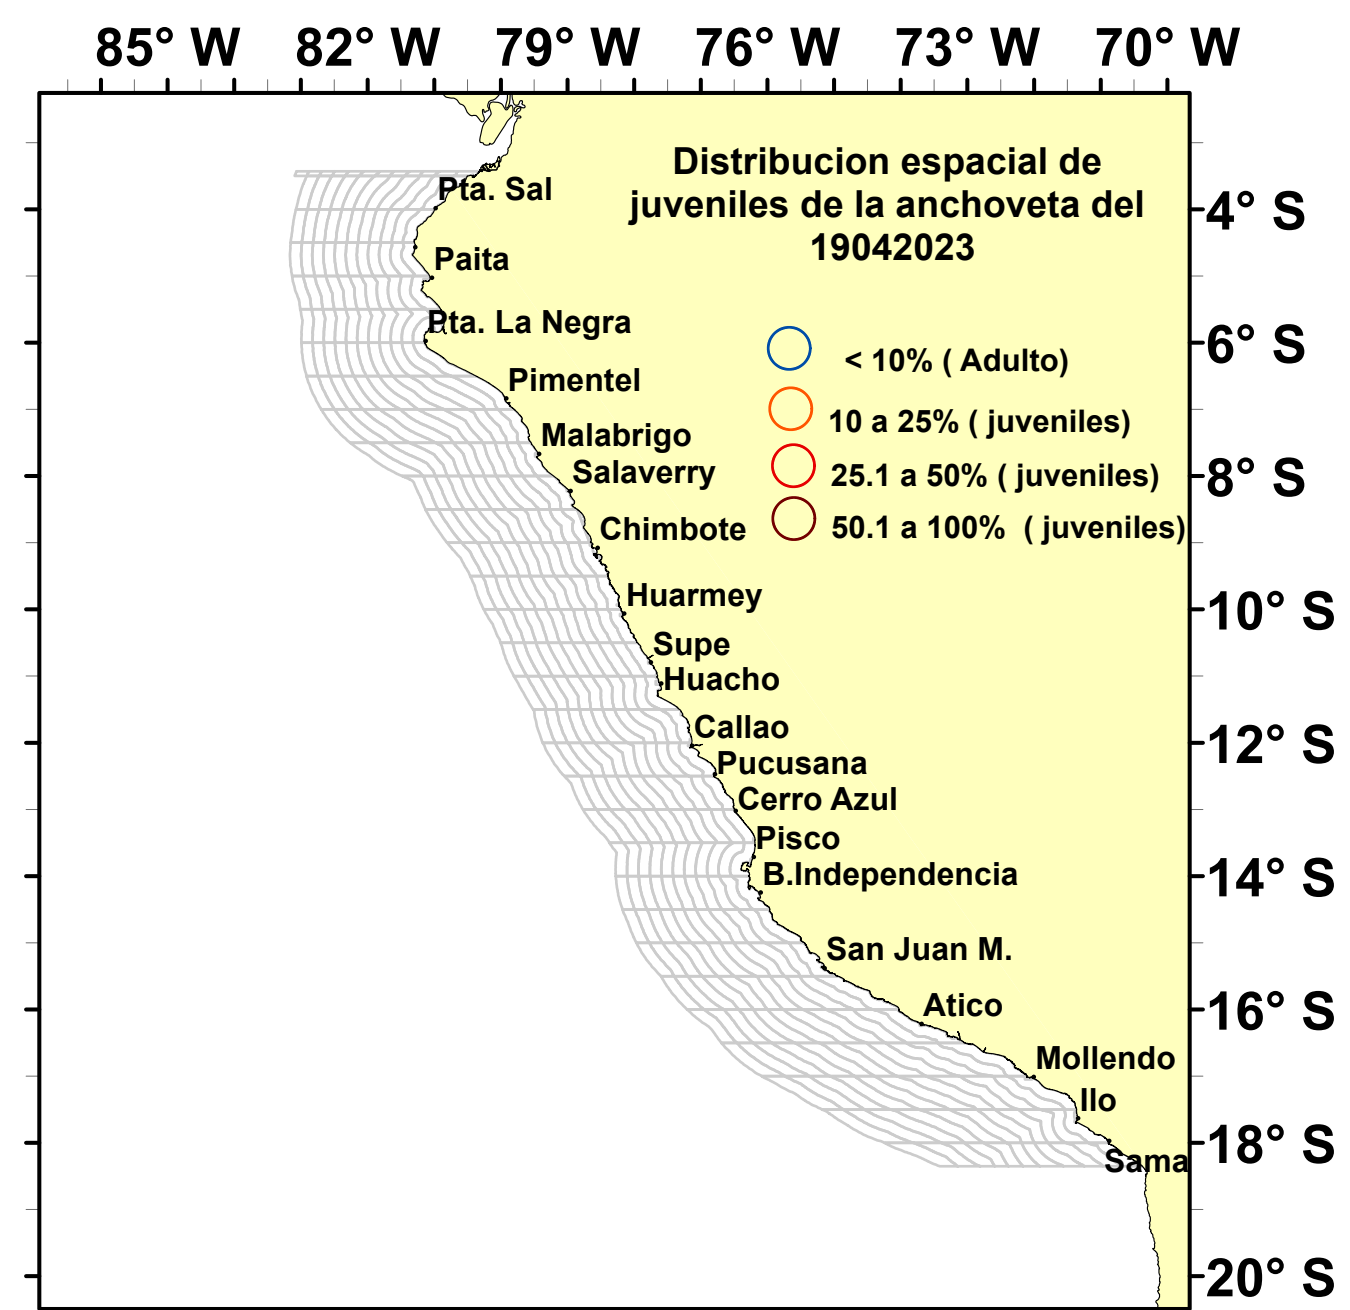 85° W 82° W 79° W 76° W 73° W 70° W
Distribucion espacial de
juveniles de la anchoveta del
19042023
Pta. Sal
4° S
Paita
Pta. La Negra
6° S
< 10% ( Adulto)
Pimentel
10 a 25% ( juveniles)
Malabrigo
Salaverry
25.1 a 50% ( juveniles)
8° S
Chimbote
50.1 a 100%  ( juveniles)
Huarmey
10° S
Supe
Huacho
Callao
12° S
Pucusana
Cerro Azul
Pisco
B.Independencia
14° S
San Juan M.
Atico
16° S
Mollendo
Ilo
18° S
Sama
20° S